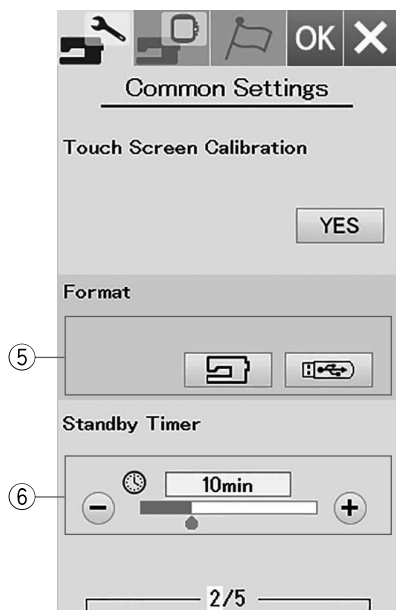 OK
Common Settings
Touch Screen Calibration
YES
Format
⑤
Standby Timer
10min
⑥
2/5